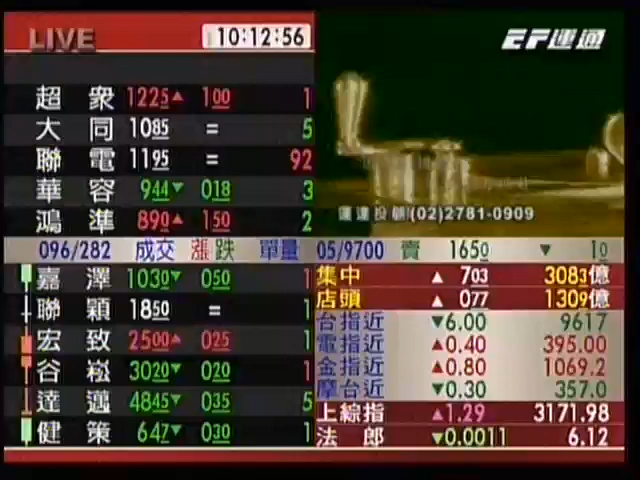 LIVE 10:12:56
EF運通
超眾 1225▲ 100 1
大同 1085 = 5
聯電 1195 = 92
華容 944▼ 018 3
鴻準 890▲ 150 2
運達投顧(02)2781-0909
096/282 成交 漲跌 單量
05/9700 賣 1650 ▼ 10
嘉澤 1030▼ 050 1
聯穎 1850 = 1
宏致 2500▲ 025 1
谷崧 3020▼ 020 1
達邁 4845▼ 035 5
健策 647▼ 030 1
集中 ▲ 703 3083億
店頭 ▲ 077 1309億
台指近 ▼6.00 9617
電指近 ▲0.40 395.00
金指近 ▲0.80 1069.2
摩台近 ▼0.30 357.0
上綜指 ▲1.29 3171.98
法郎 ▼0.0011 6.12